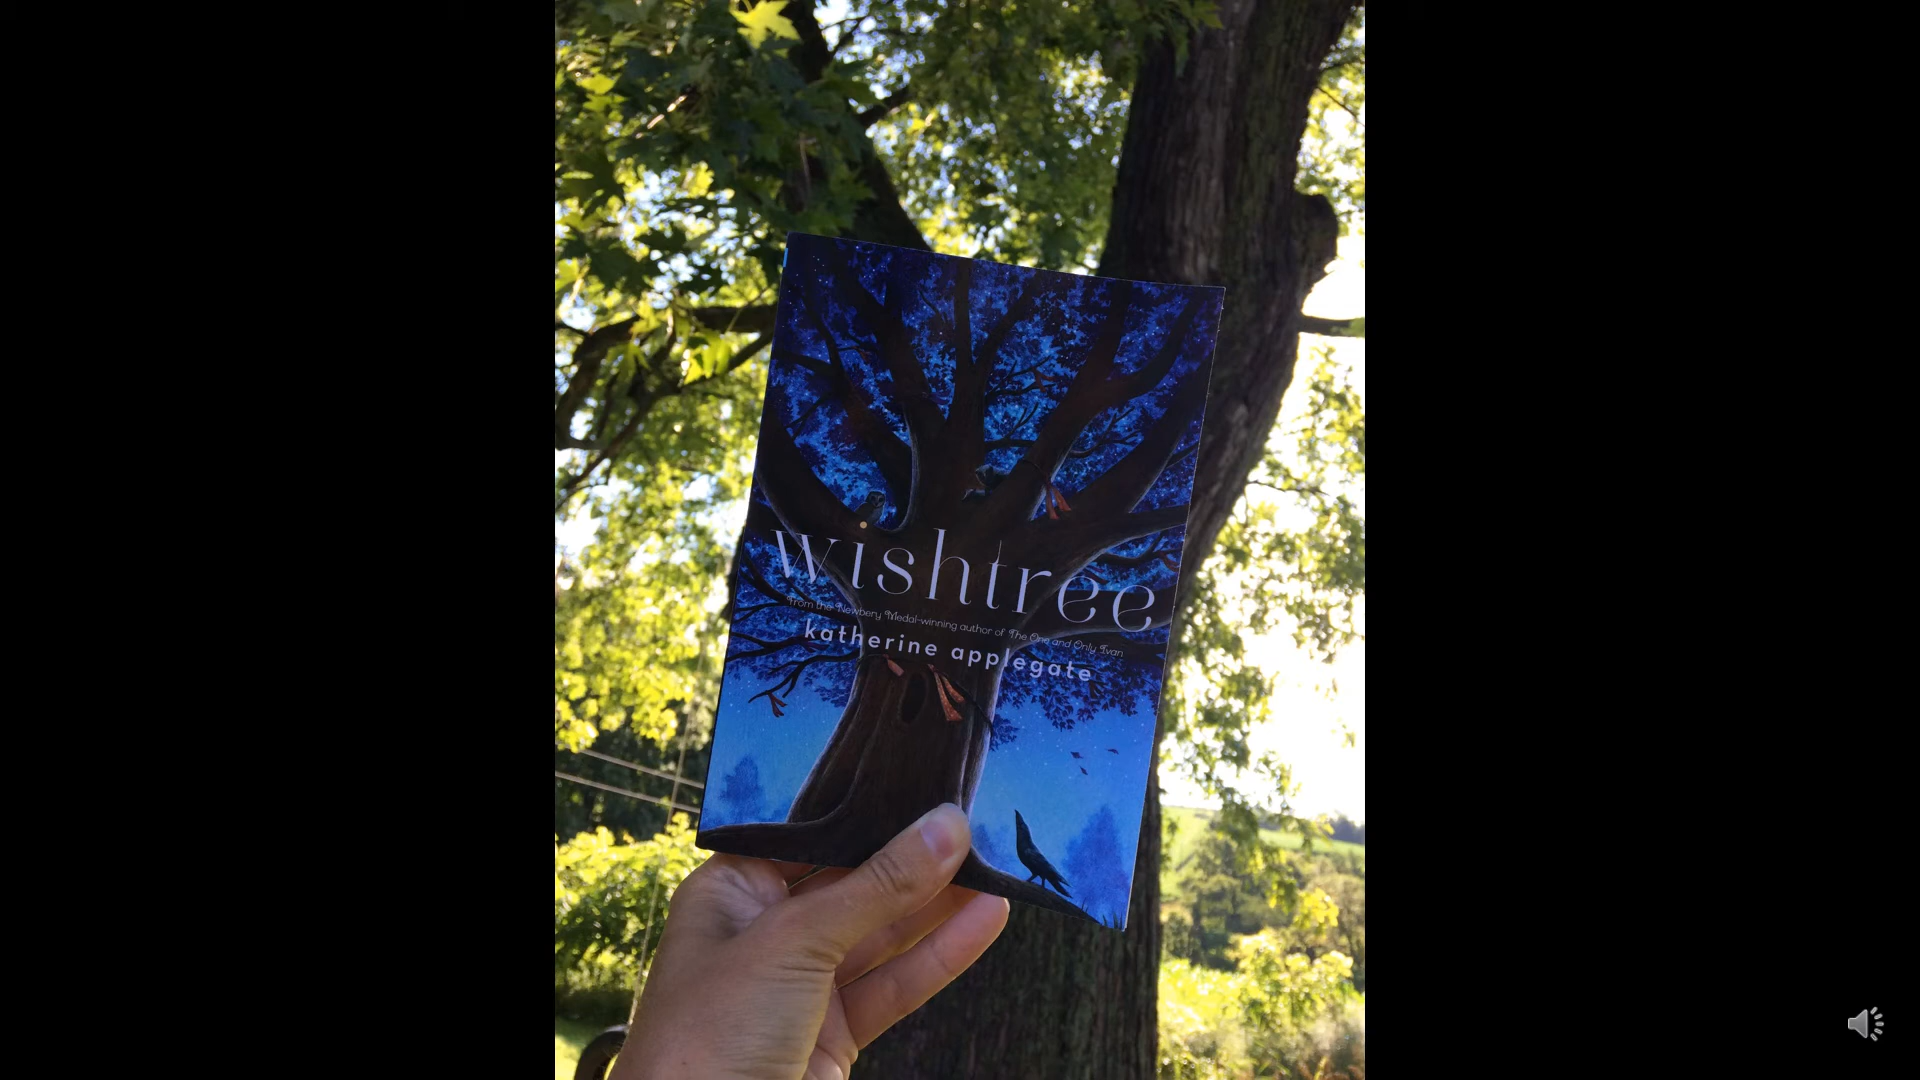 wishtree
From the Newbery Medal-winning author of The One and Only Ivan
katherine applegate